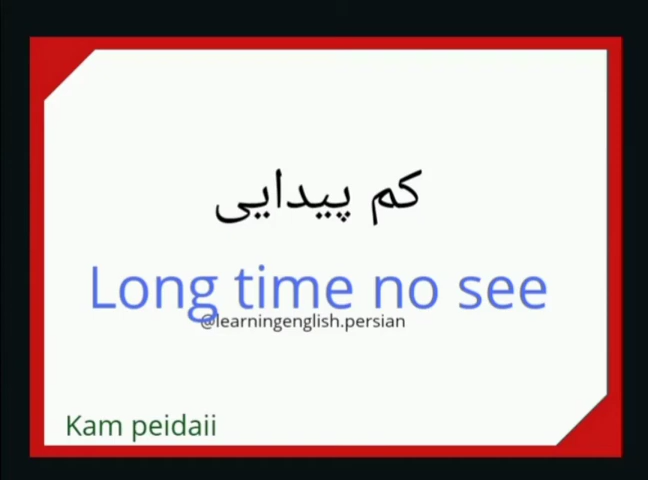 کم پیدایی
Long time no see
@learningenglish.persian
Kam peidaii